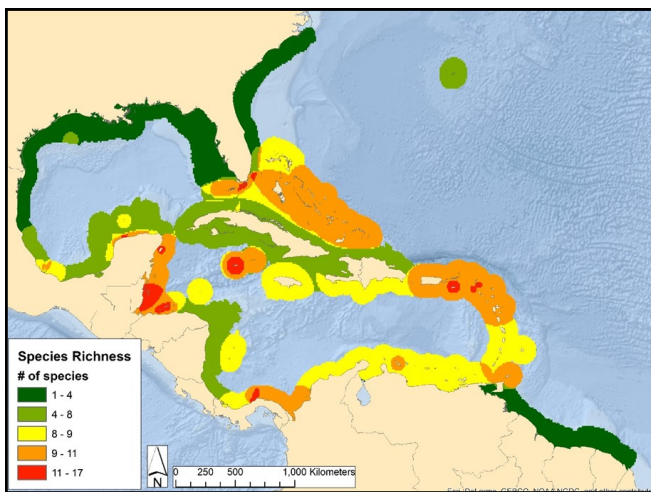 Species Richness
# of species
1 - 4
4 - 8
8 - 9
9 - 11
11 - 17
N
0 250 500 1,000 Kilometers